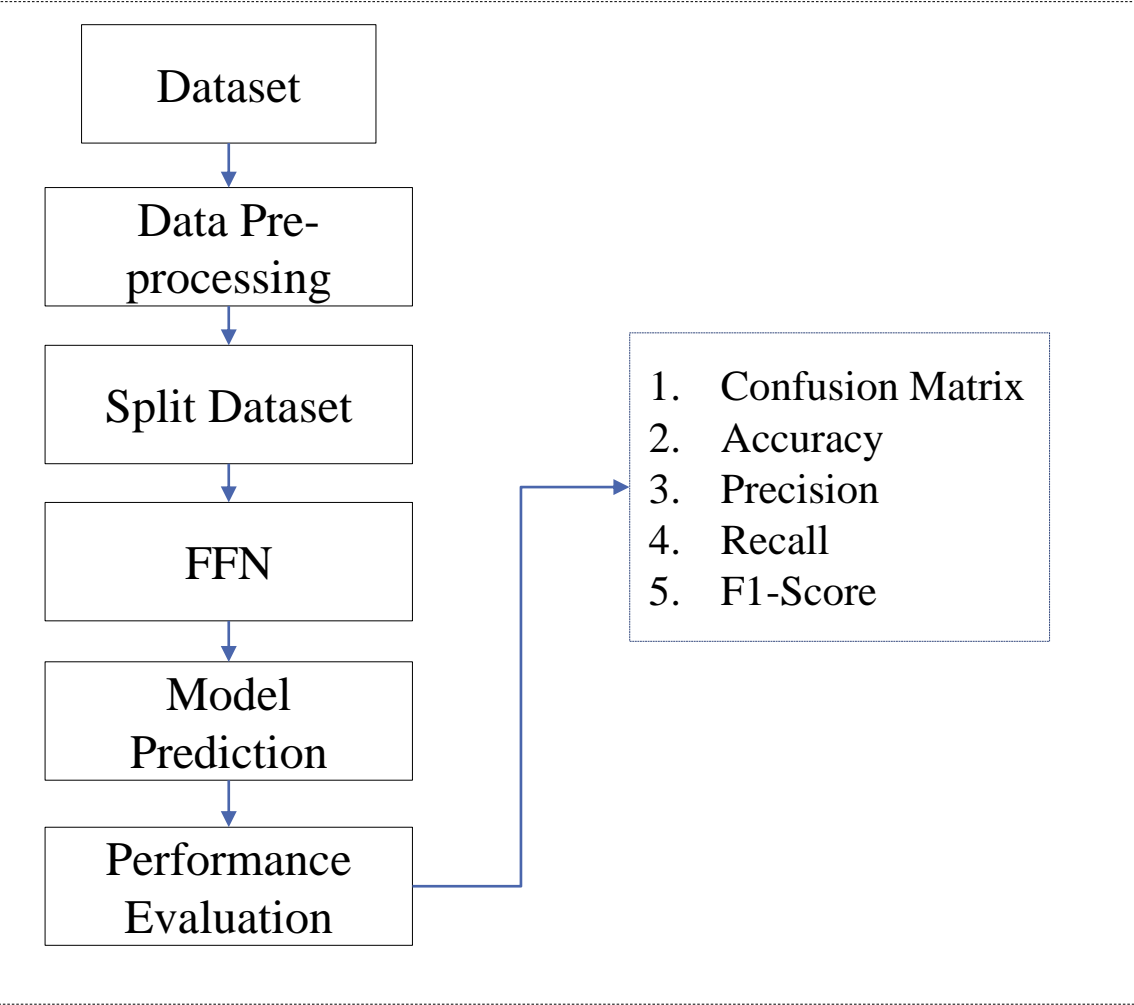 Dataset
Data Pre-
processing
Split Dataset
FFN
Model
Prediction
Performance
Evaluation
1. Confusion Matrix
2. Accuracy
3. Precision
4. Recall
5. F1-Score